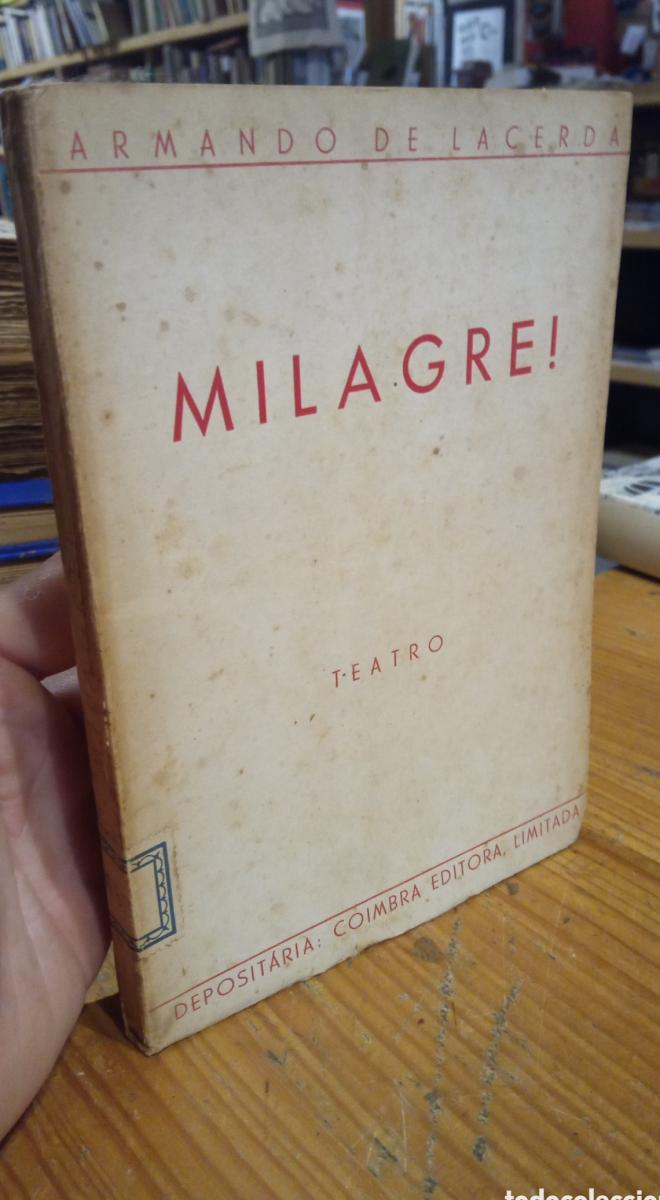 ARMANDO DE LACERDA
MILAGRE!
TEATRO
DEPOSITÁRIA: COIMBRA EDITORA, LIMITADA